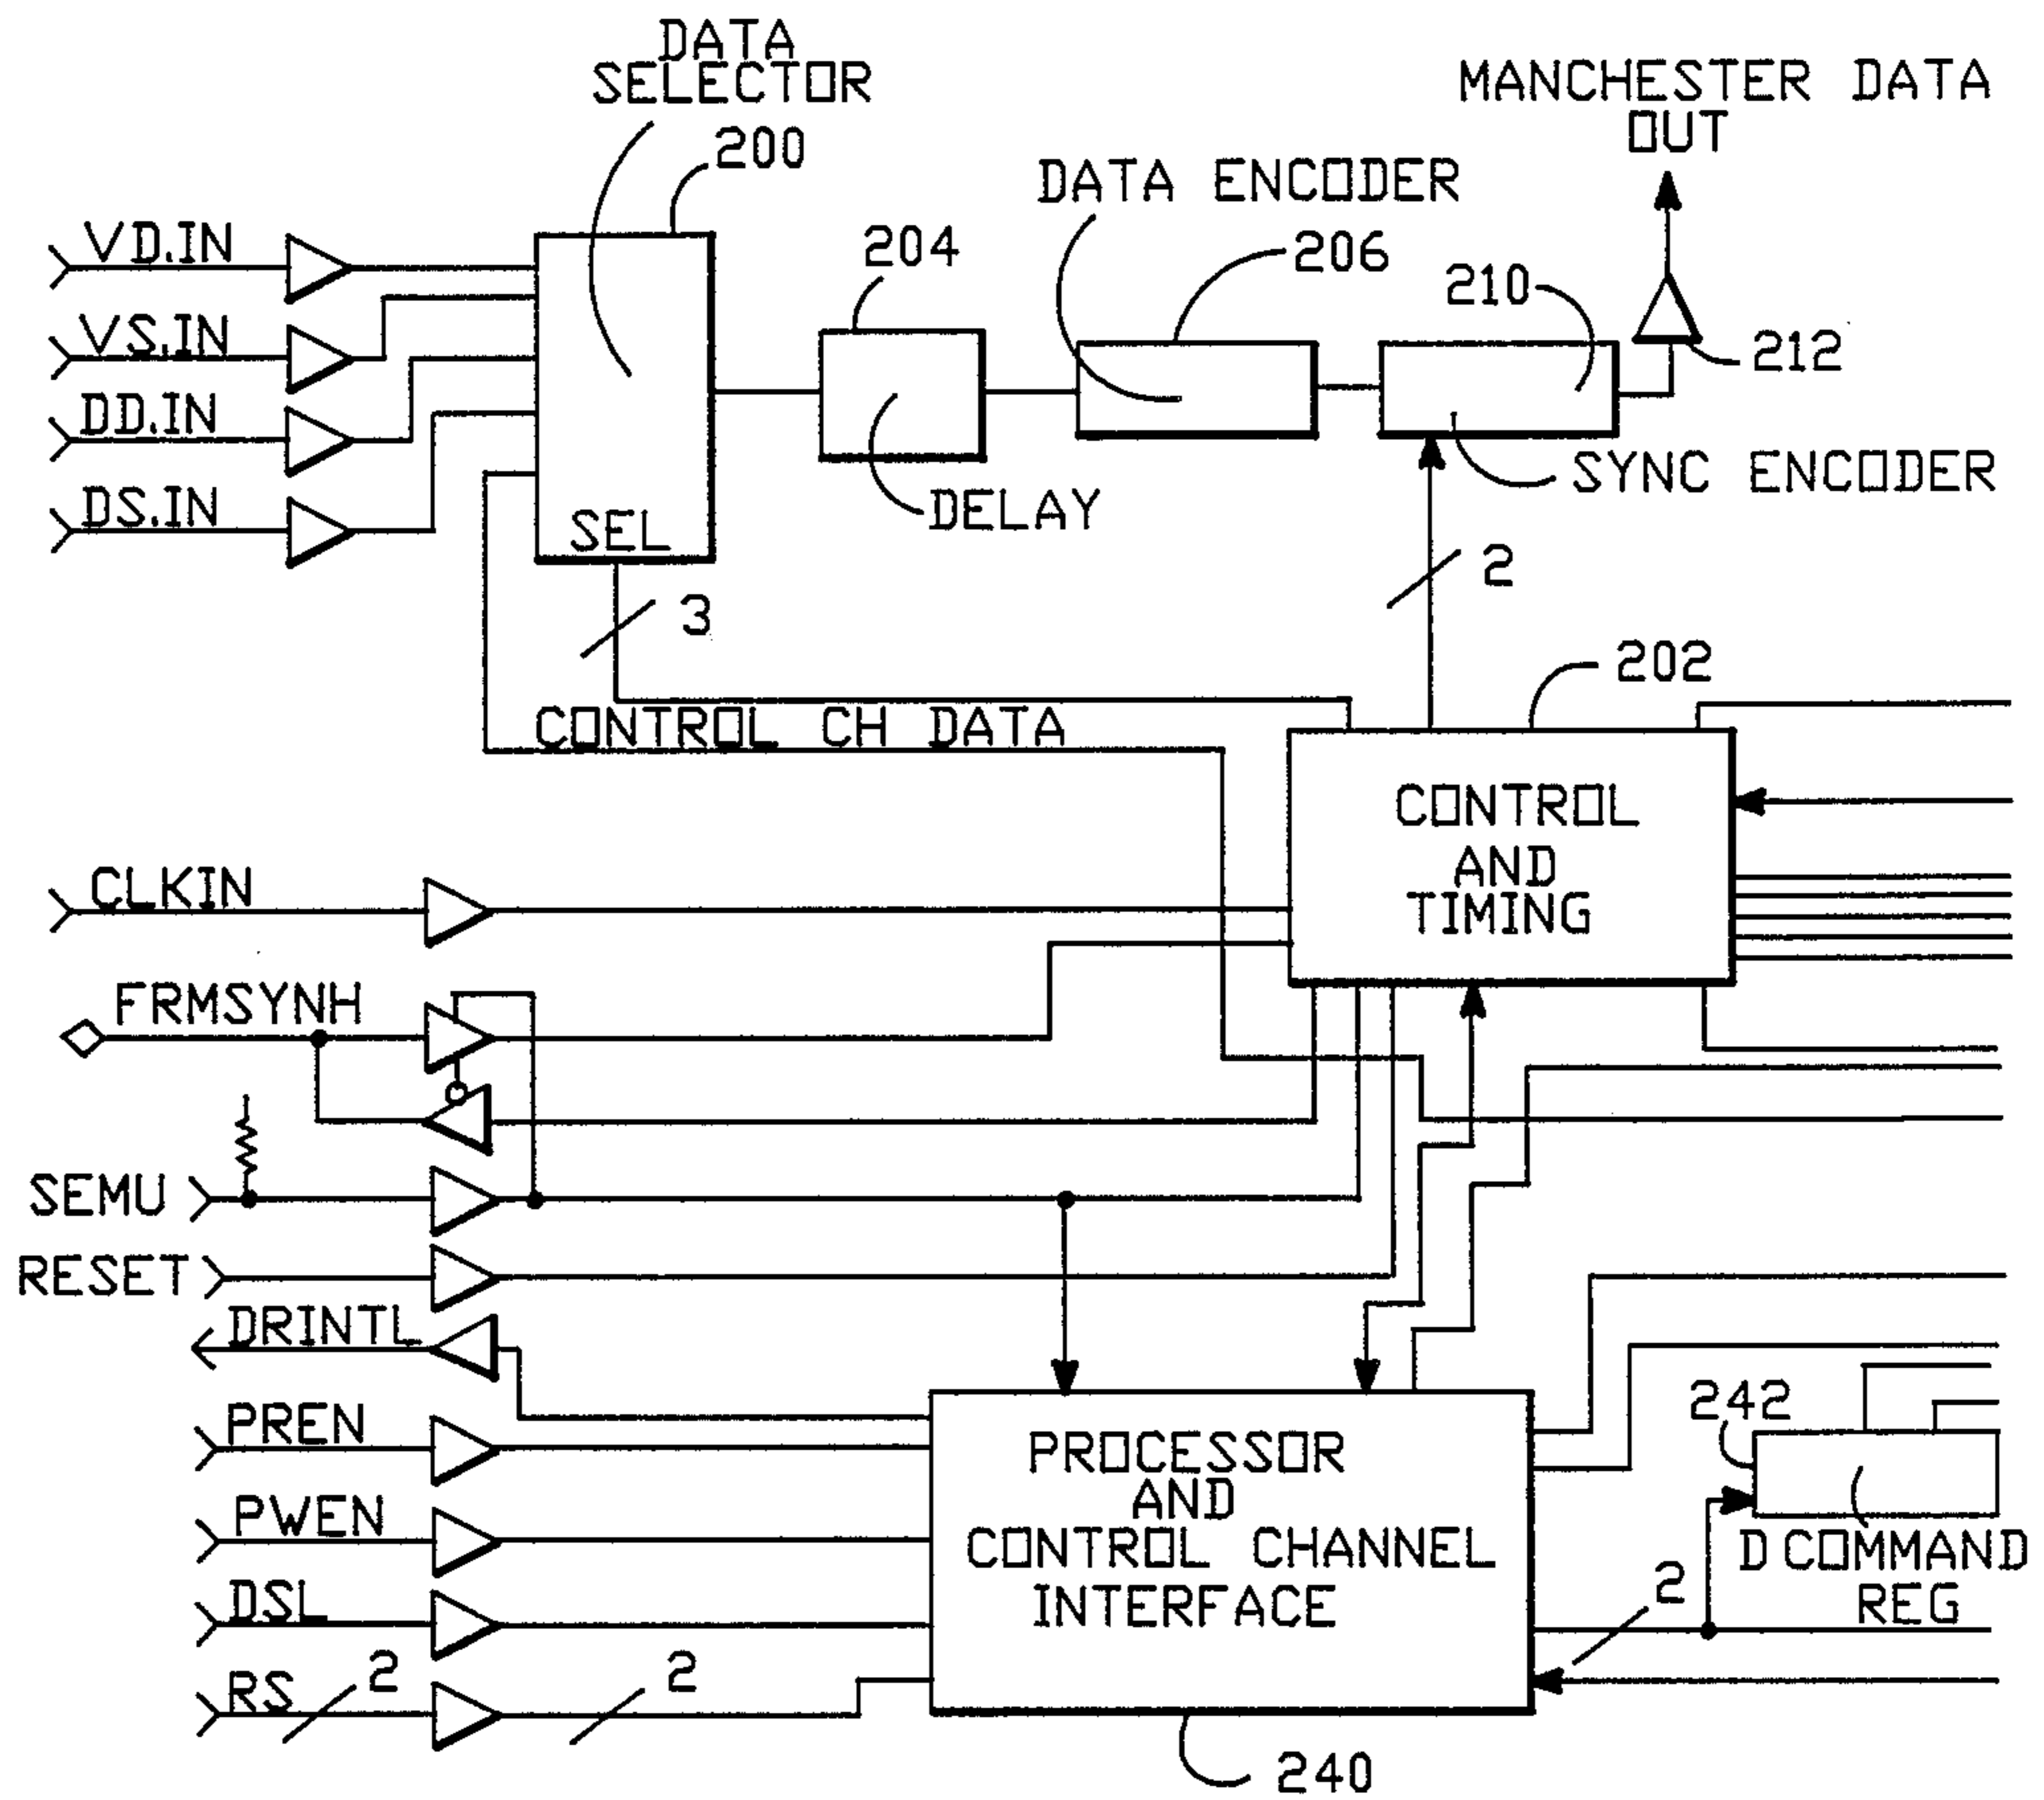 DATA
SELECTOR
200
MANCHESTER DATA
OUT
DATA ENCODER
204
206
210
212
VD.IN
VS.IN
DD.IN
DS.IN
SEL
DELAY
SYNC ENCODER
3
2
202
CONTROL CH DATA
CONTROL
AND
TIMING
CLKIN
FRMSYNH
SEMU
RESET
DRINTL
PREN
PWEN
DSL
RS
2
2
PROCESSOR
AND
CONTROL CHANNEL
INTERFACE
242
D COMMAND
REG
2
240